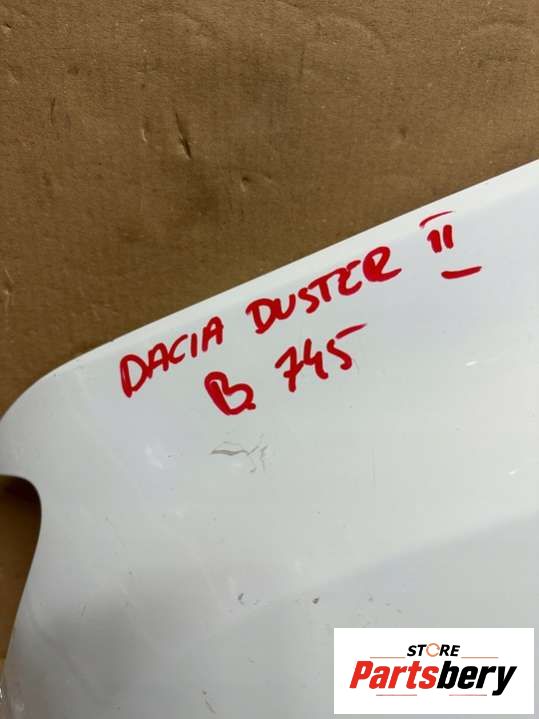 DACIA DUSTER II
B. 745
STORE
Partsbery